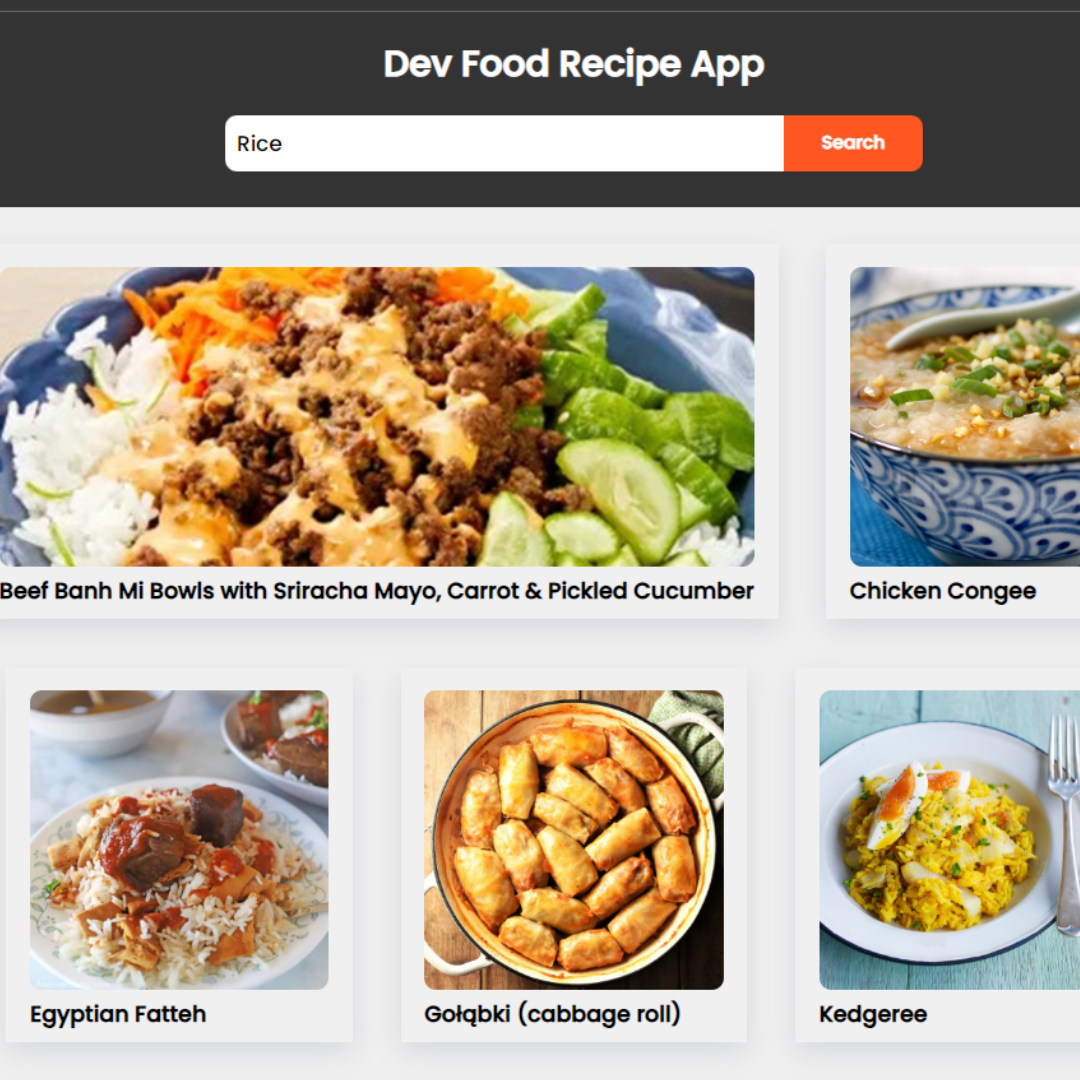 Dev Food Recipe App
Rice
Search
Beef Banh Mi Bowls with Sriracha Mayo, Carrot & Pickled Cucumber
Chicken Congee
Egyptian Fatteh
Gołąbki (cabbage roll)
Kedgeree